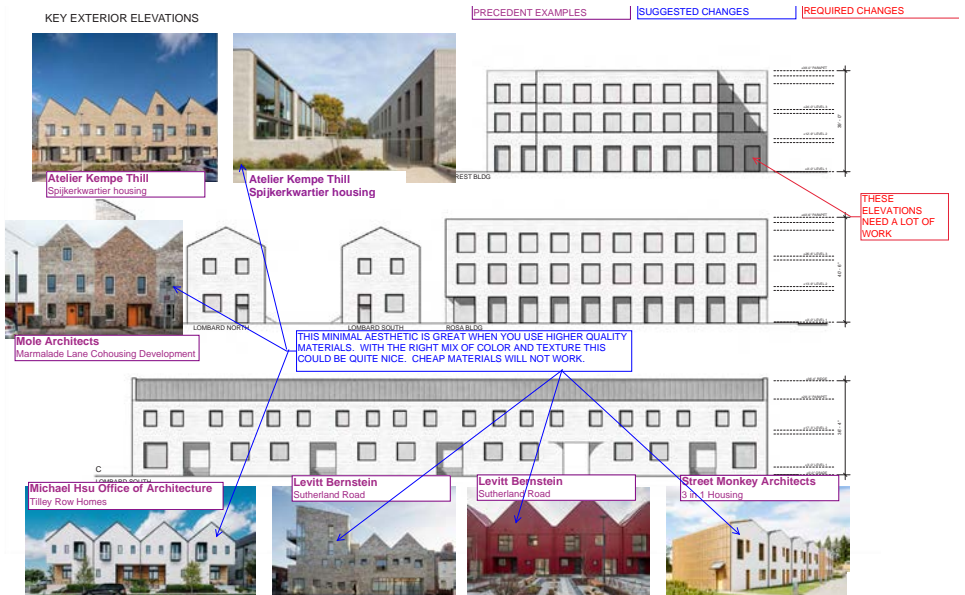 KEY EXTERIOR ELEVATIONS
PRECEDENT EXAMPLES
SUGGESTED CHANGES
REQUIRED CHANGES
Atelier Kempe Thill
Spijkerkwartier housing
Atelier Kempe Thill
Spijkerkwartier housing
REST BLDG
THESE
ELEVATIONS
NEED A LOT OF
WORK
LOMBARD NORTH
LOMBARD SOUTH
ROSA BLDG
Mole Architects
Marmalade Lane Cohousing Development
THIS MINIMAL AESTHETIC IS GREAT WHEN YOU USE HIGHER QUALITY
MATERIALS. WITH THE RIGHT MIX OF COLOR AND TEXTURE THIS
COULD BE QUITE NICE. CHEAP MATERIALS WILL NOT WORK.
C
LOMBARD SOUTH
Michael Hsu Office of Architecture
Tilley Row Homes
Levitt Bernstein
Sutherland Road
Levitt Bernstein
Sutherland Road
Street Monkey Architects
3 in 1 Housing